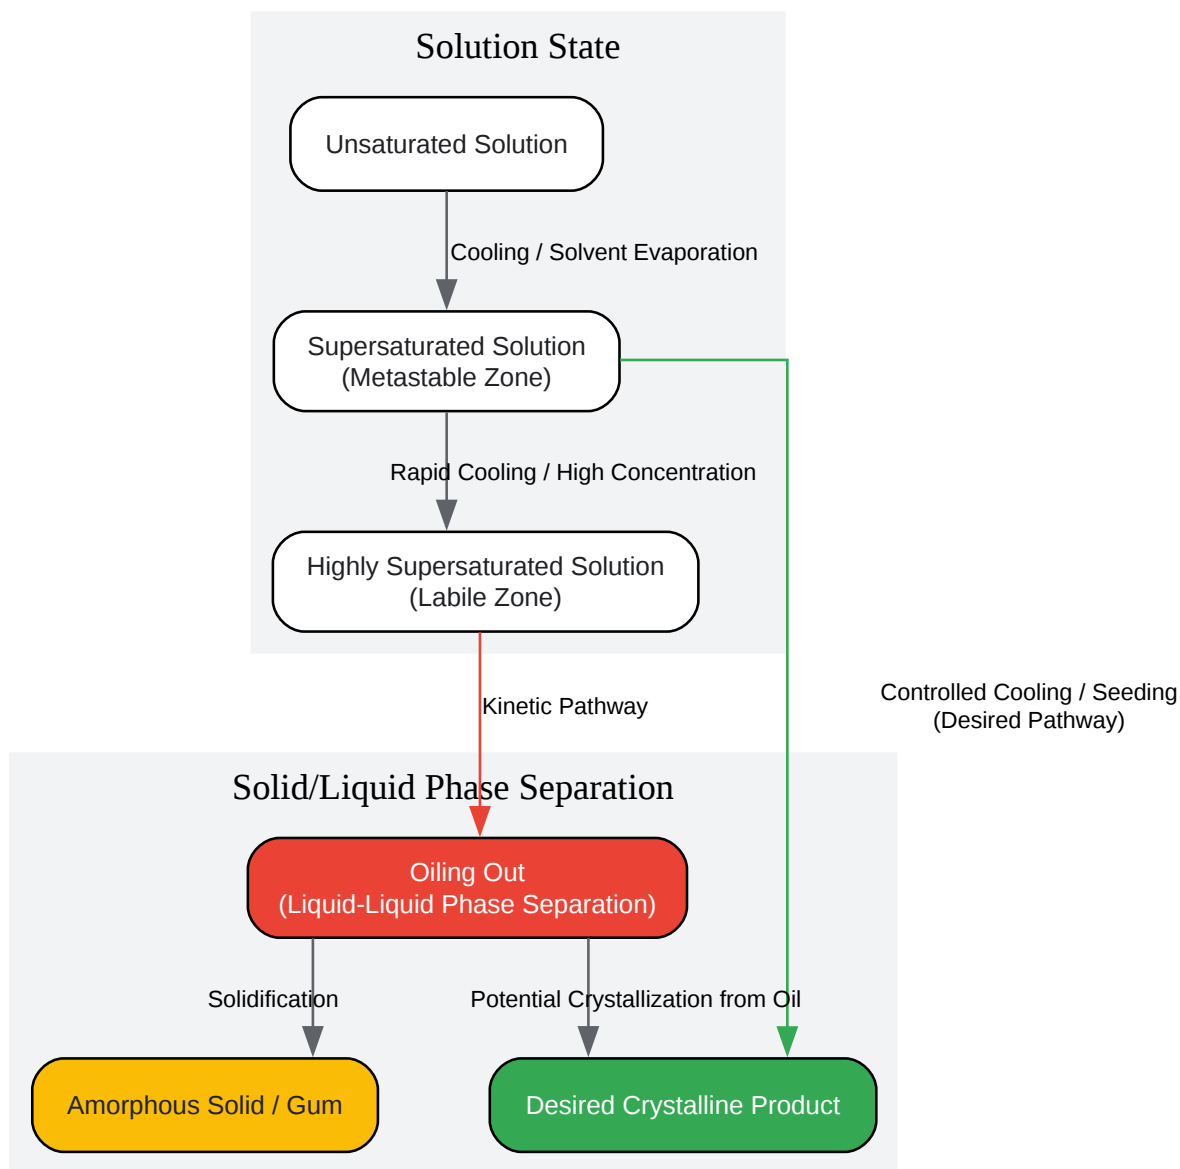 Solution State
Unsaturated Solution
Cooling / Solvent Evaporation
Supersaturated Solution
(Metastable Zone)
Rapid Cooling / High Concentration
Highly Supersaturated Solution
(Labile Zone)
Kinetic Pathway
Controlled Cooling / Seeding
(Desired Pathway)
Solid/Liquid Phase Separation
Oiling Out
(Liquid-Liquid Phase Separation)
Solidification
Potential Crystallization from Oil
Amorphous Solid / Gum
Desired Crystalline Product